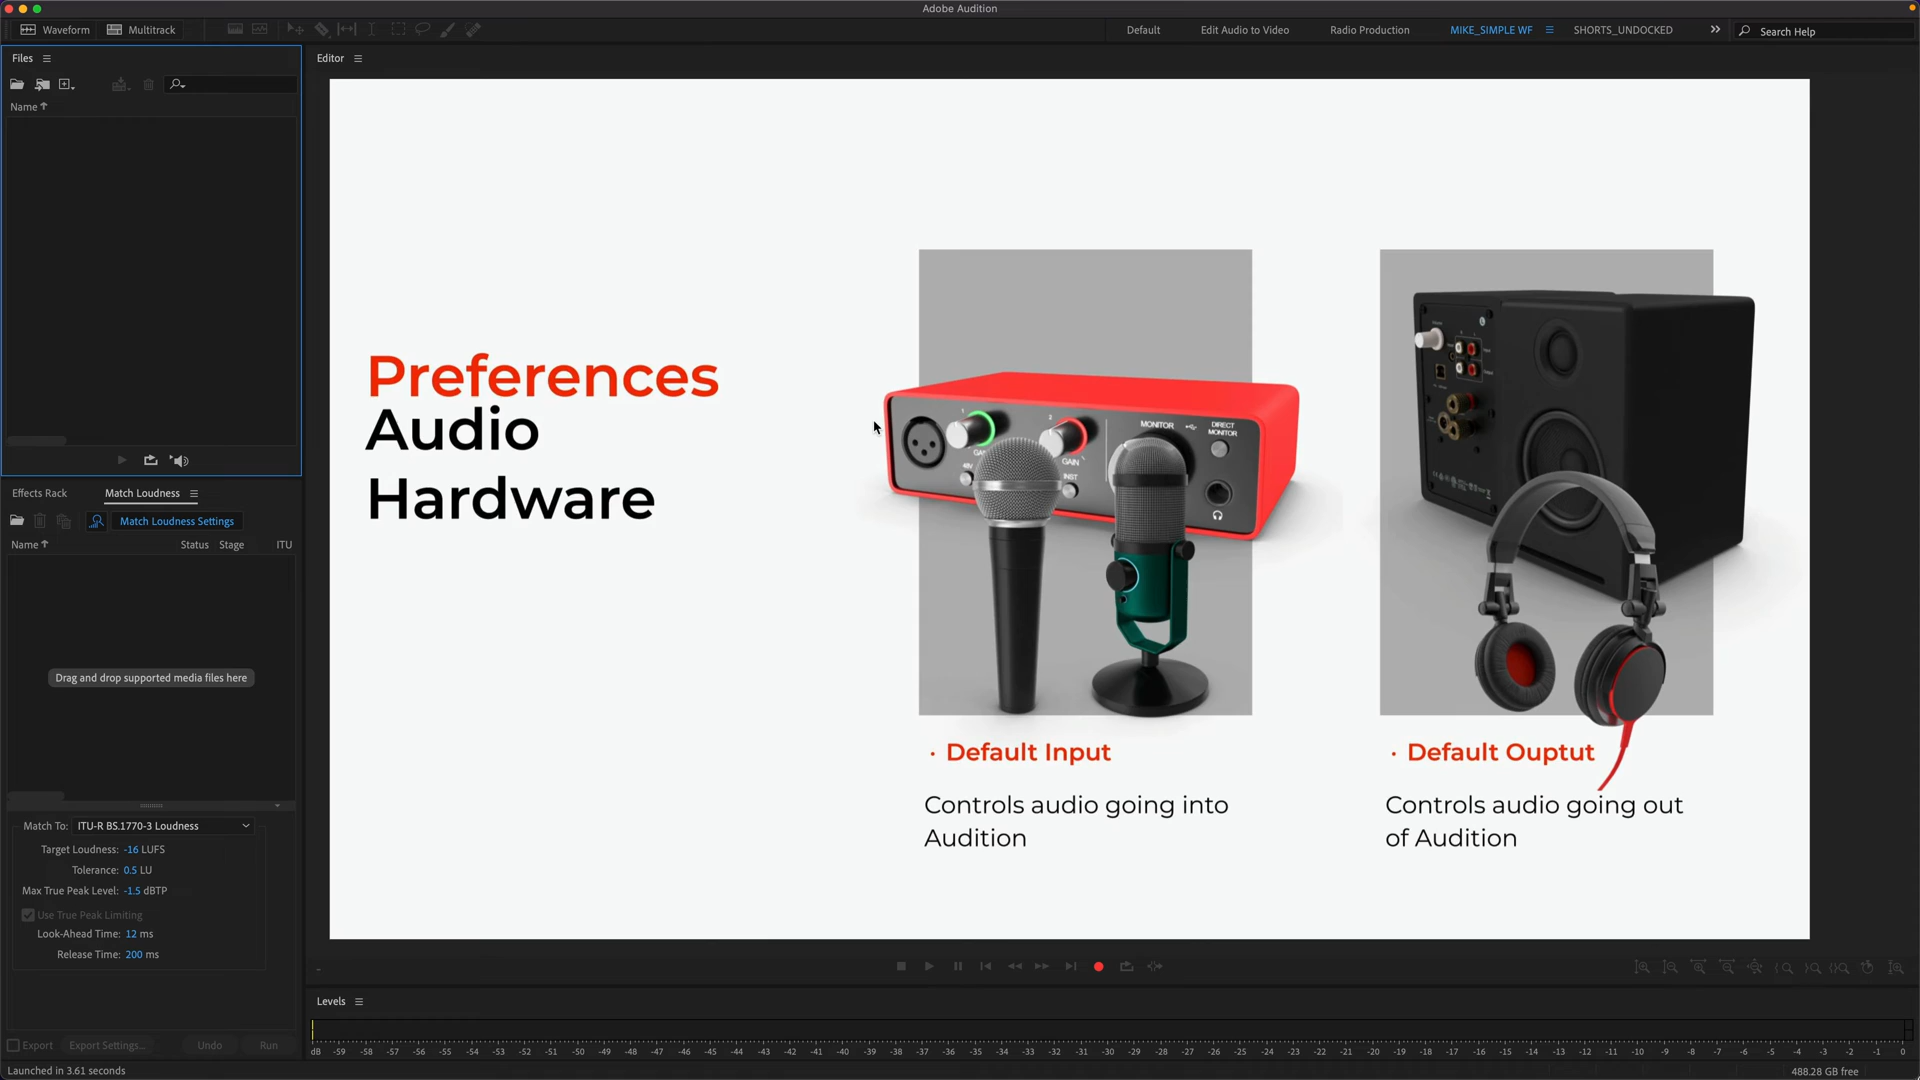 Adobe Audition
Waveform
Multitrack
Default
Edit Audio to Video
Radio Production
MIKE_SIMPLE WF
SHORTS_UNDOCKED
Search Help
Files
Name
Editor
Preferences
Audio
Hardware
1
2
MONITOR
DIRECT
MONITOR
GAIN
48V
INST
· Default Input
Controls audio going into
Audition
· Default Ouptut
Controls audio going out
of Audition
Effects Rack
Match Loudness
Match Loudness Settings
Name
Status
Stage
ITU
Drag and drop supported media files here
Match To: ITU-R BS.1770-3 Loudness
Target Loudness: -16 LUFS
Tolerance: 0.5 LU
Max True Peak Level: -1.5 dBTP
Use True Peak Limiting
Look-Ahead Time: 12 ms
Release Time: 200 ms
Export
Export Settings...
Undo
Run
Levels
dB -59 -58 -57 -56 -55 -54 -53 -52 -51 -50 -49 -48 -47 -46 -45 -44 -43 -42 -41 -40 -39 -38 -37 -36 -35 -34 -33 -32 -31 -30 -29 -28 -27 -26 -25 -24 -23 -22 -21 -20 -19 -18 -17 -16 -15 -14 -13 -12 -11 -10 -9 -8 -7 -6 -5 -4 -3 -2 -1 0
Launched in 3.61 seconds
488.28 GB free